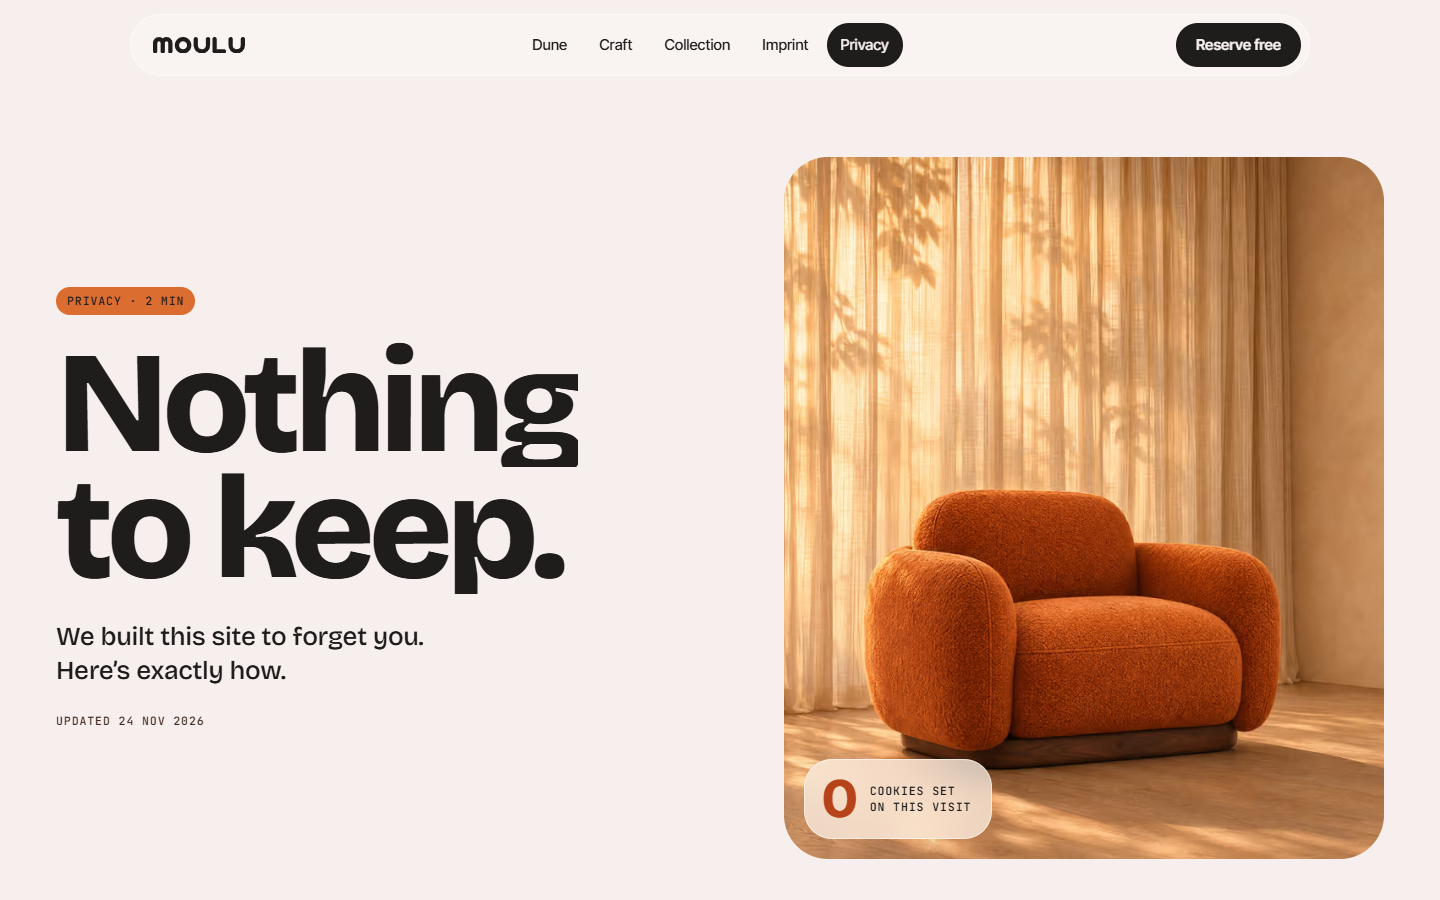 MOULU
Dune
Craft
Collection
Imprint
Privacy
Reserve free
PRIVACY · 2 MIN
Nothing
to keep.
We built this site to forget you.
Here’s exactly how.
UPDATED 24 NOV 2026
0
COOKIES SET
ON THIS VISIT